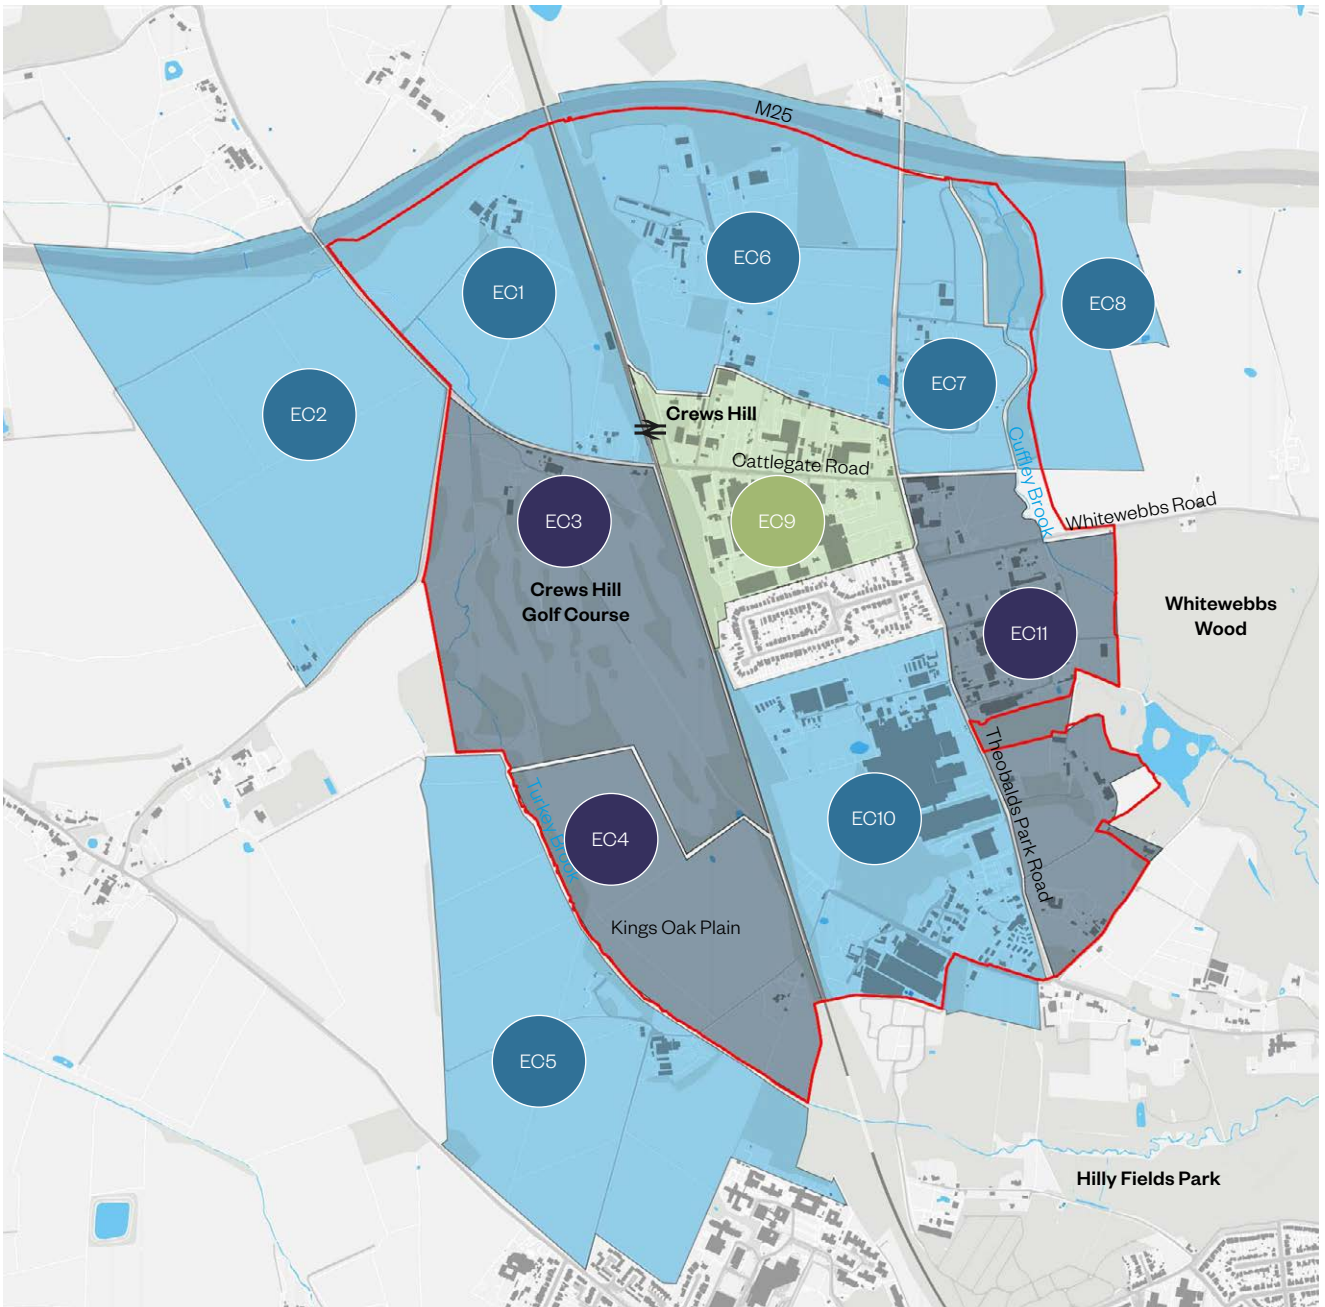 M25
EC6
EC1
EC8
EC7
EC2
Crews Hill
Cattlegate Road
Cuffley Brook
Whitewebbs Road
EC3
EC9
Crews Hill
Golf Course
Whitewebbs
Wood
EC11
Theobalds Park Road
Turkey Brook
EC4
EC10
Kings Oak Plain
EC5
Hilly Fields Park